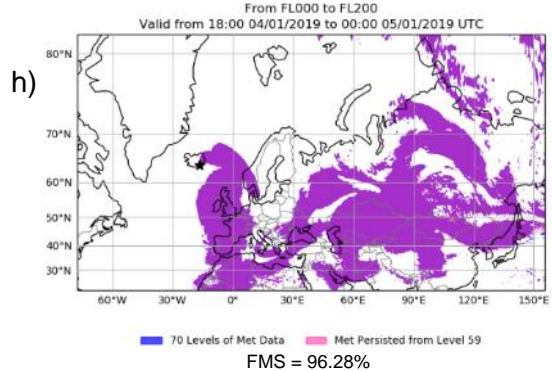 From FL000 to FL200
Valid from 18:00 04/01/2019 to 00:00 05/01/2019 UTC
h)
80°N
70°N
60°N
50°N
40°N
30°N
60°W 30°W 0° 30°E 60°E 90°E 120°E 150°E
70 Levels of Met Data Met Persisted from Level 59
FMS = 96.28%